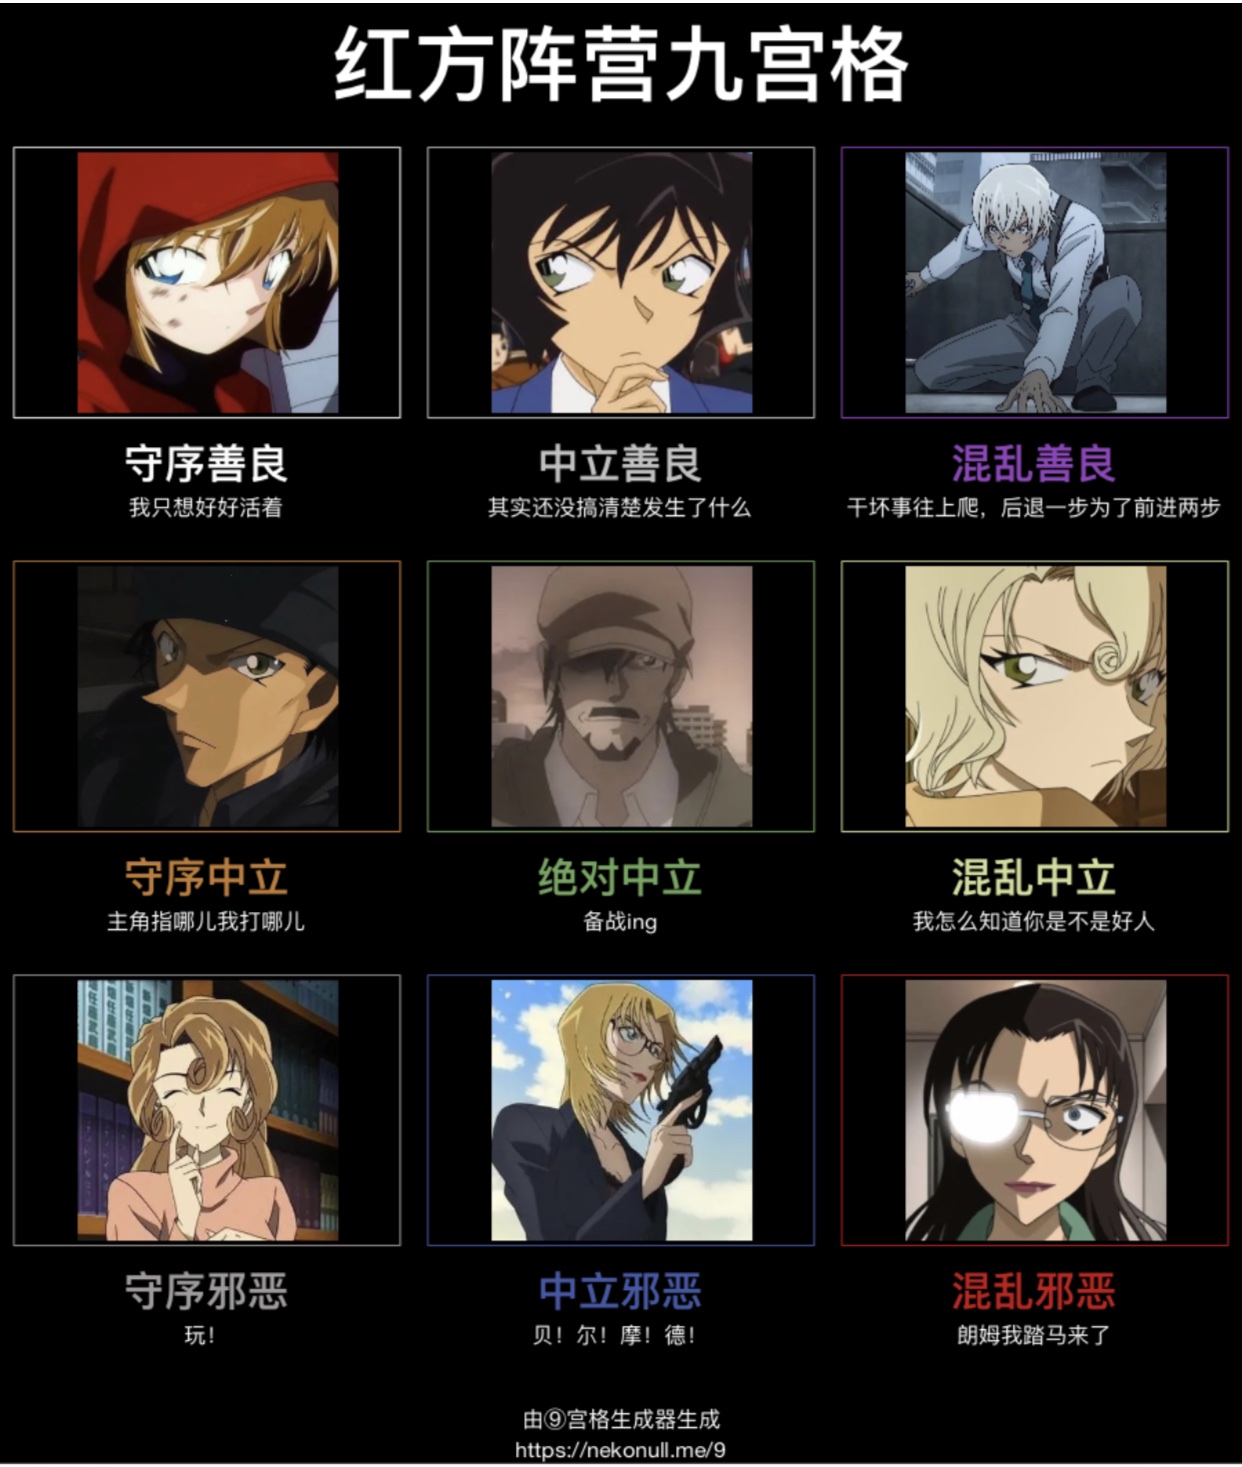 红方阵营九宫格
守序善良
我只想好好活着
中立善良
其实还没搞清楚发生了什么
混乱善良
干坏事往上爬，后退一步为了前进两步
守序中立
主角指哪儿我打哪儿
绝对中立
备战ing
混乱中立
我怎么知道你是不是好人
守序邪恶
玩！
中立邪恶
贝！尔！摩！德！
混乱邪恶
朗姆我踏马来了
由⑨宫格生成器生成
https://nekonull.me/9